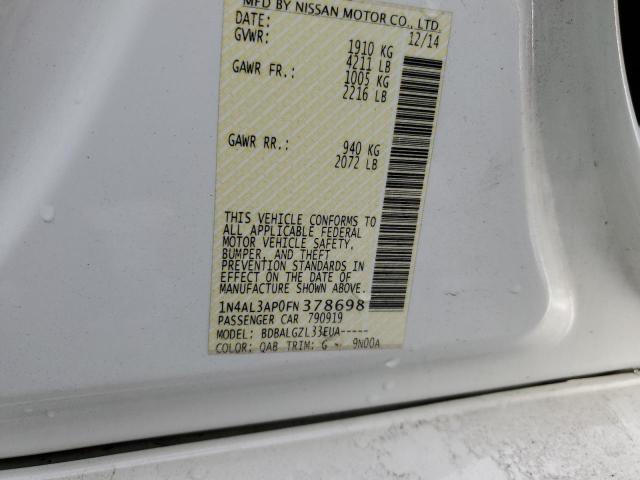 MFD BY NISSAN MOTOR CO., LTD.
DATE: 12/14
GVWR: 1910 KG
4211 LB
GAWR FR.: 1005 KG
2216 LB
GAWR RR.: 940 KG
2072 LB
THIS VEHICLE CONFORMS TO
ALL APPLICABLE FEDERAL
MOTOR VEHICLE SAFETY,
BUMPER, AND THEFT
PREVENTION STANDARDS IN
EFFECT ON THE DATE OF
MANUFACTURE SHOWN ABOVE.
1N4AL3AP0FN378698
PASSENGER CAR 790919
MODEL: BDBALGZL33EUA-----
COLOR: QAB TRIM: G - 9N00A